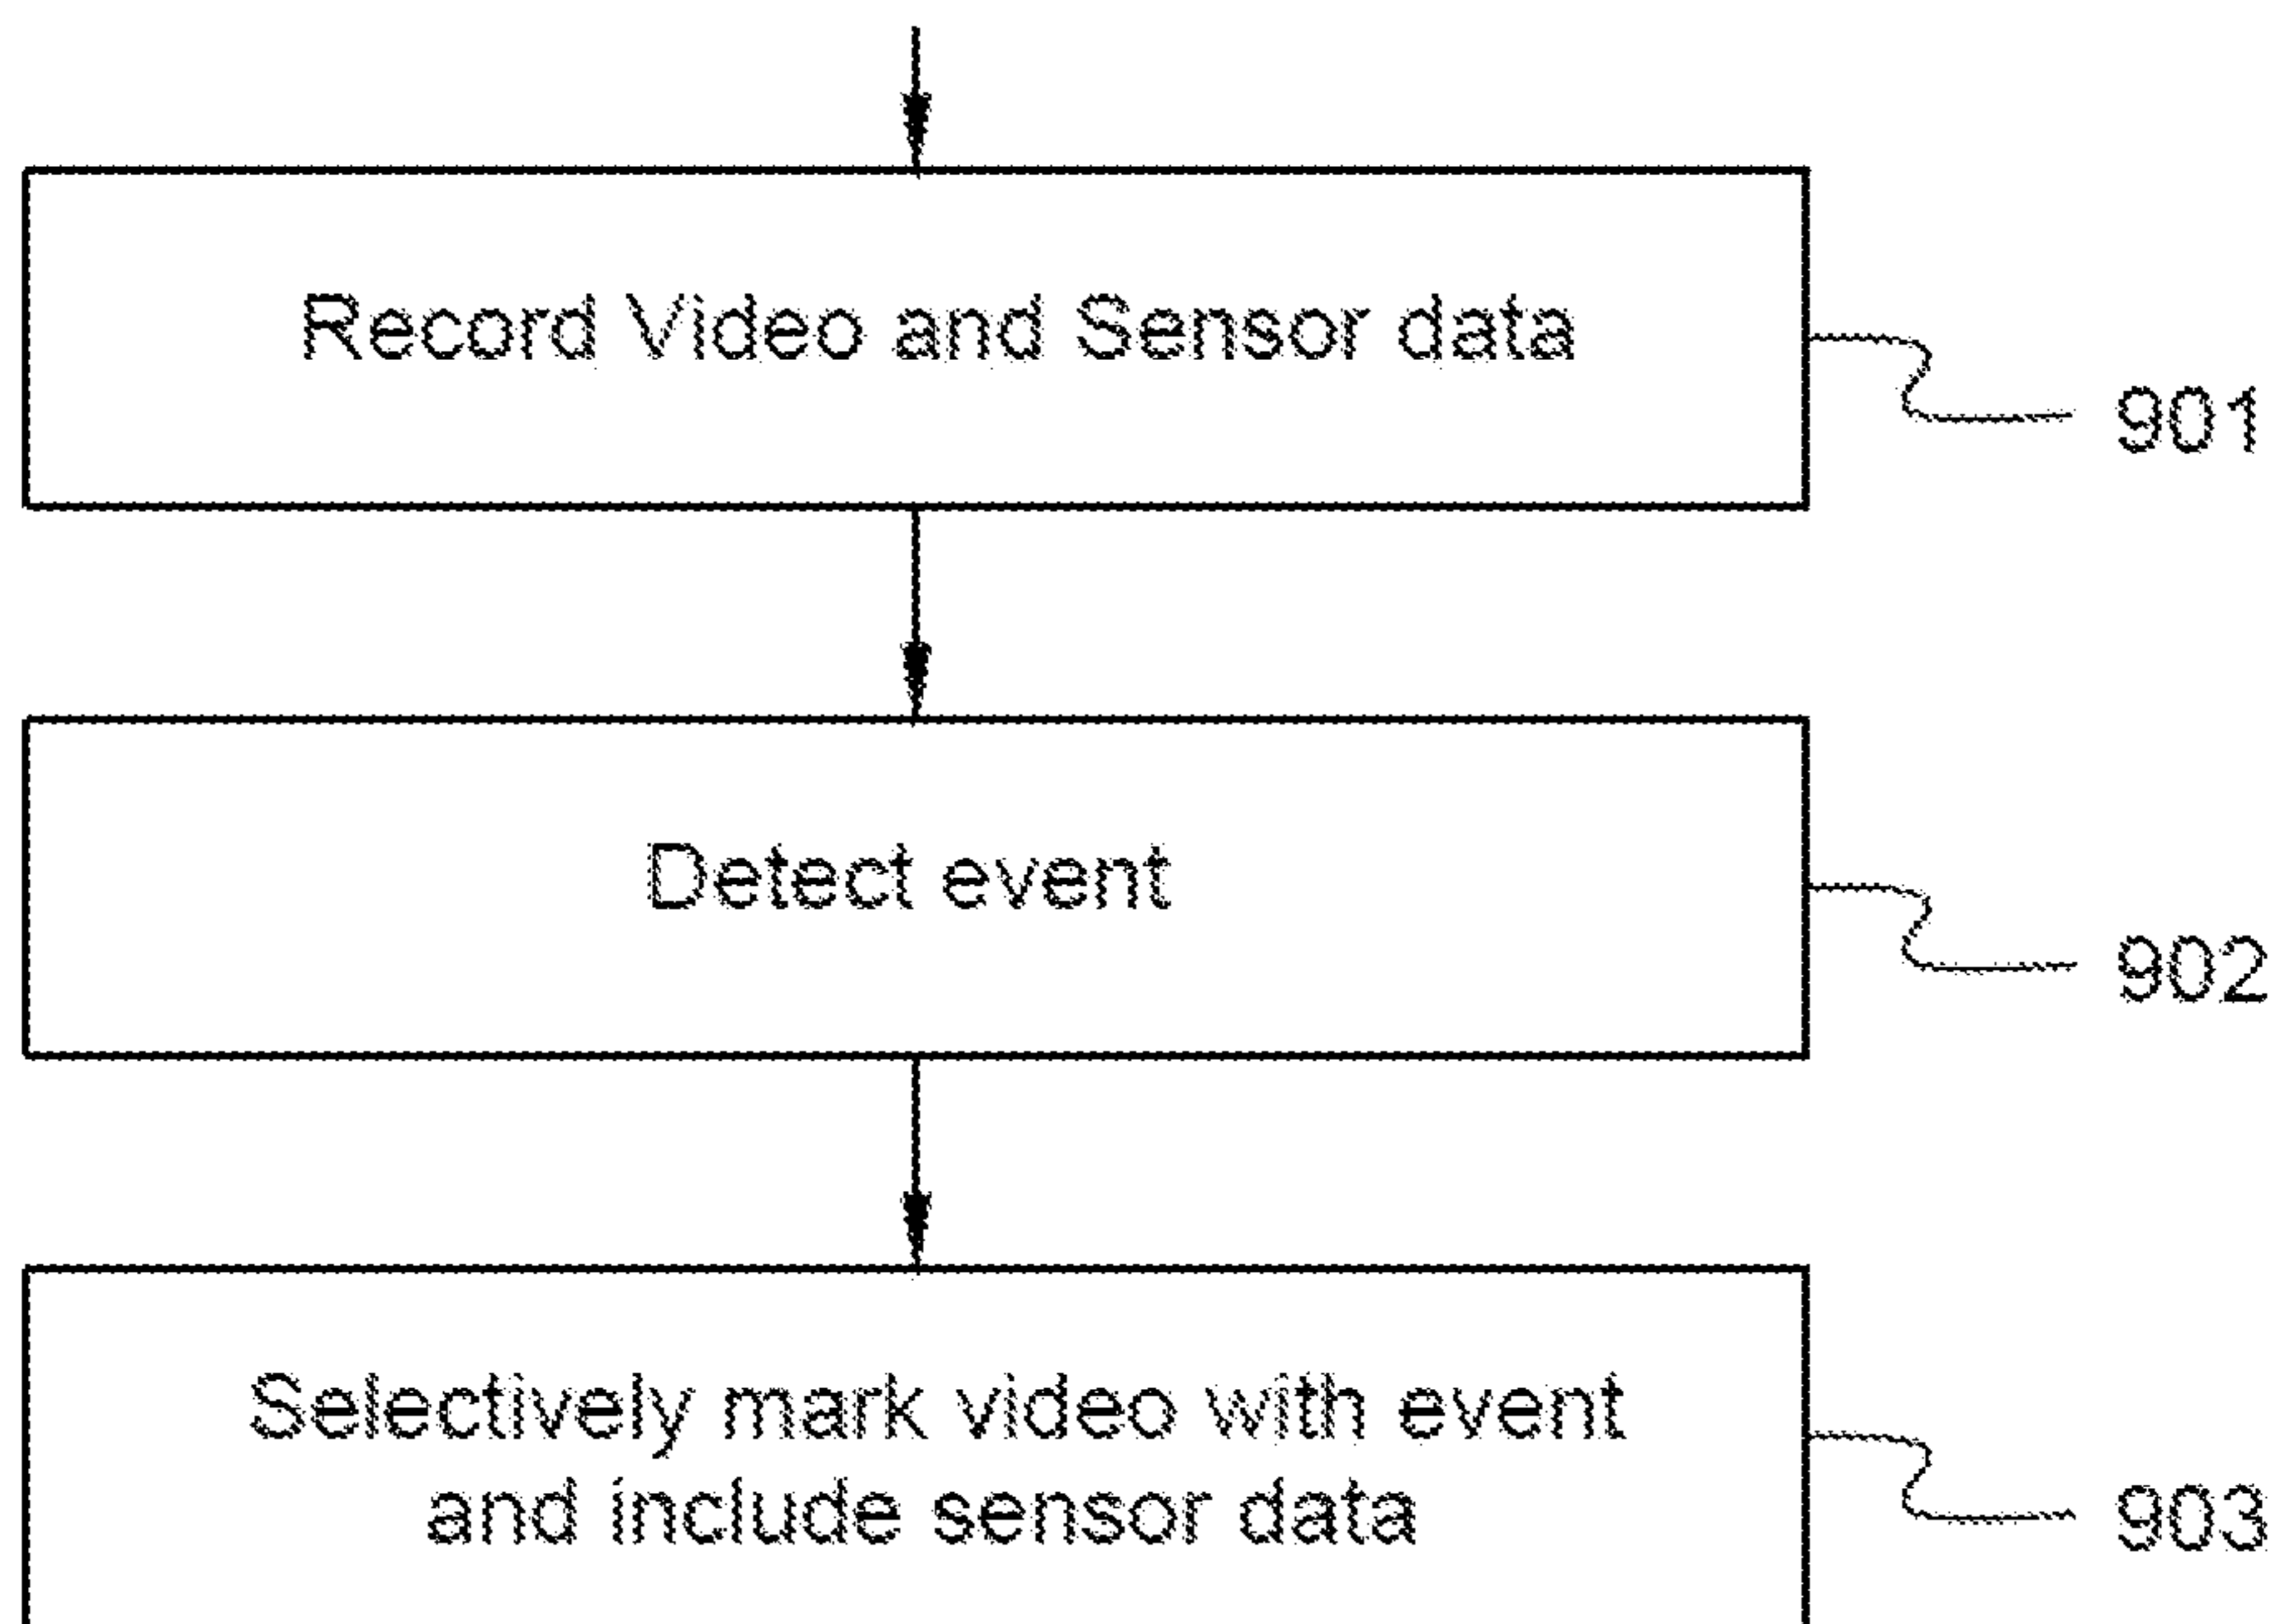 Record Video and Sensor data
901
Detect event
902
Selectively mark video with event
and include sensor data
903